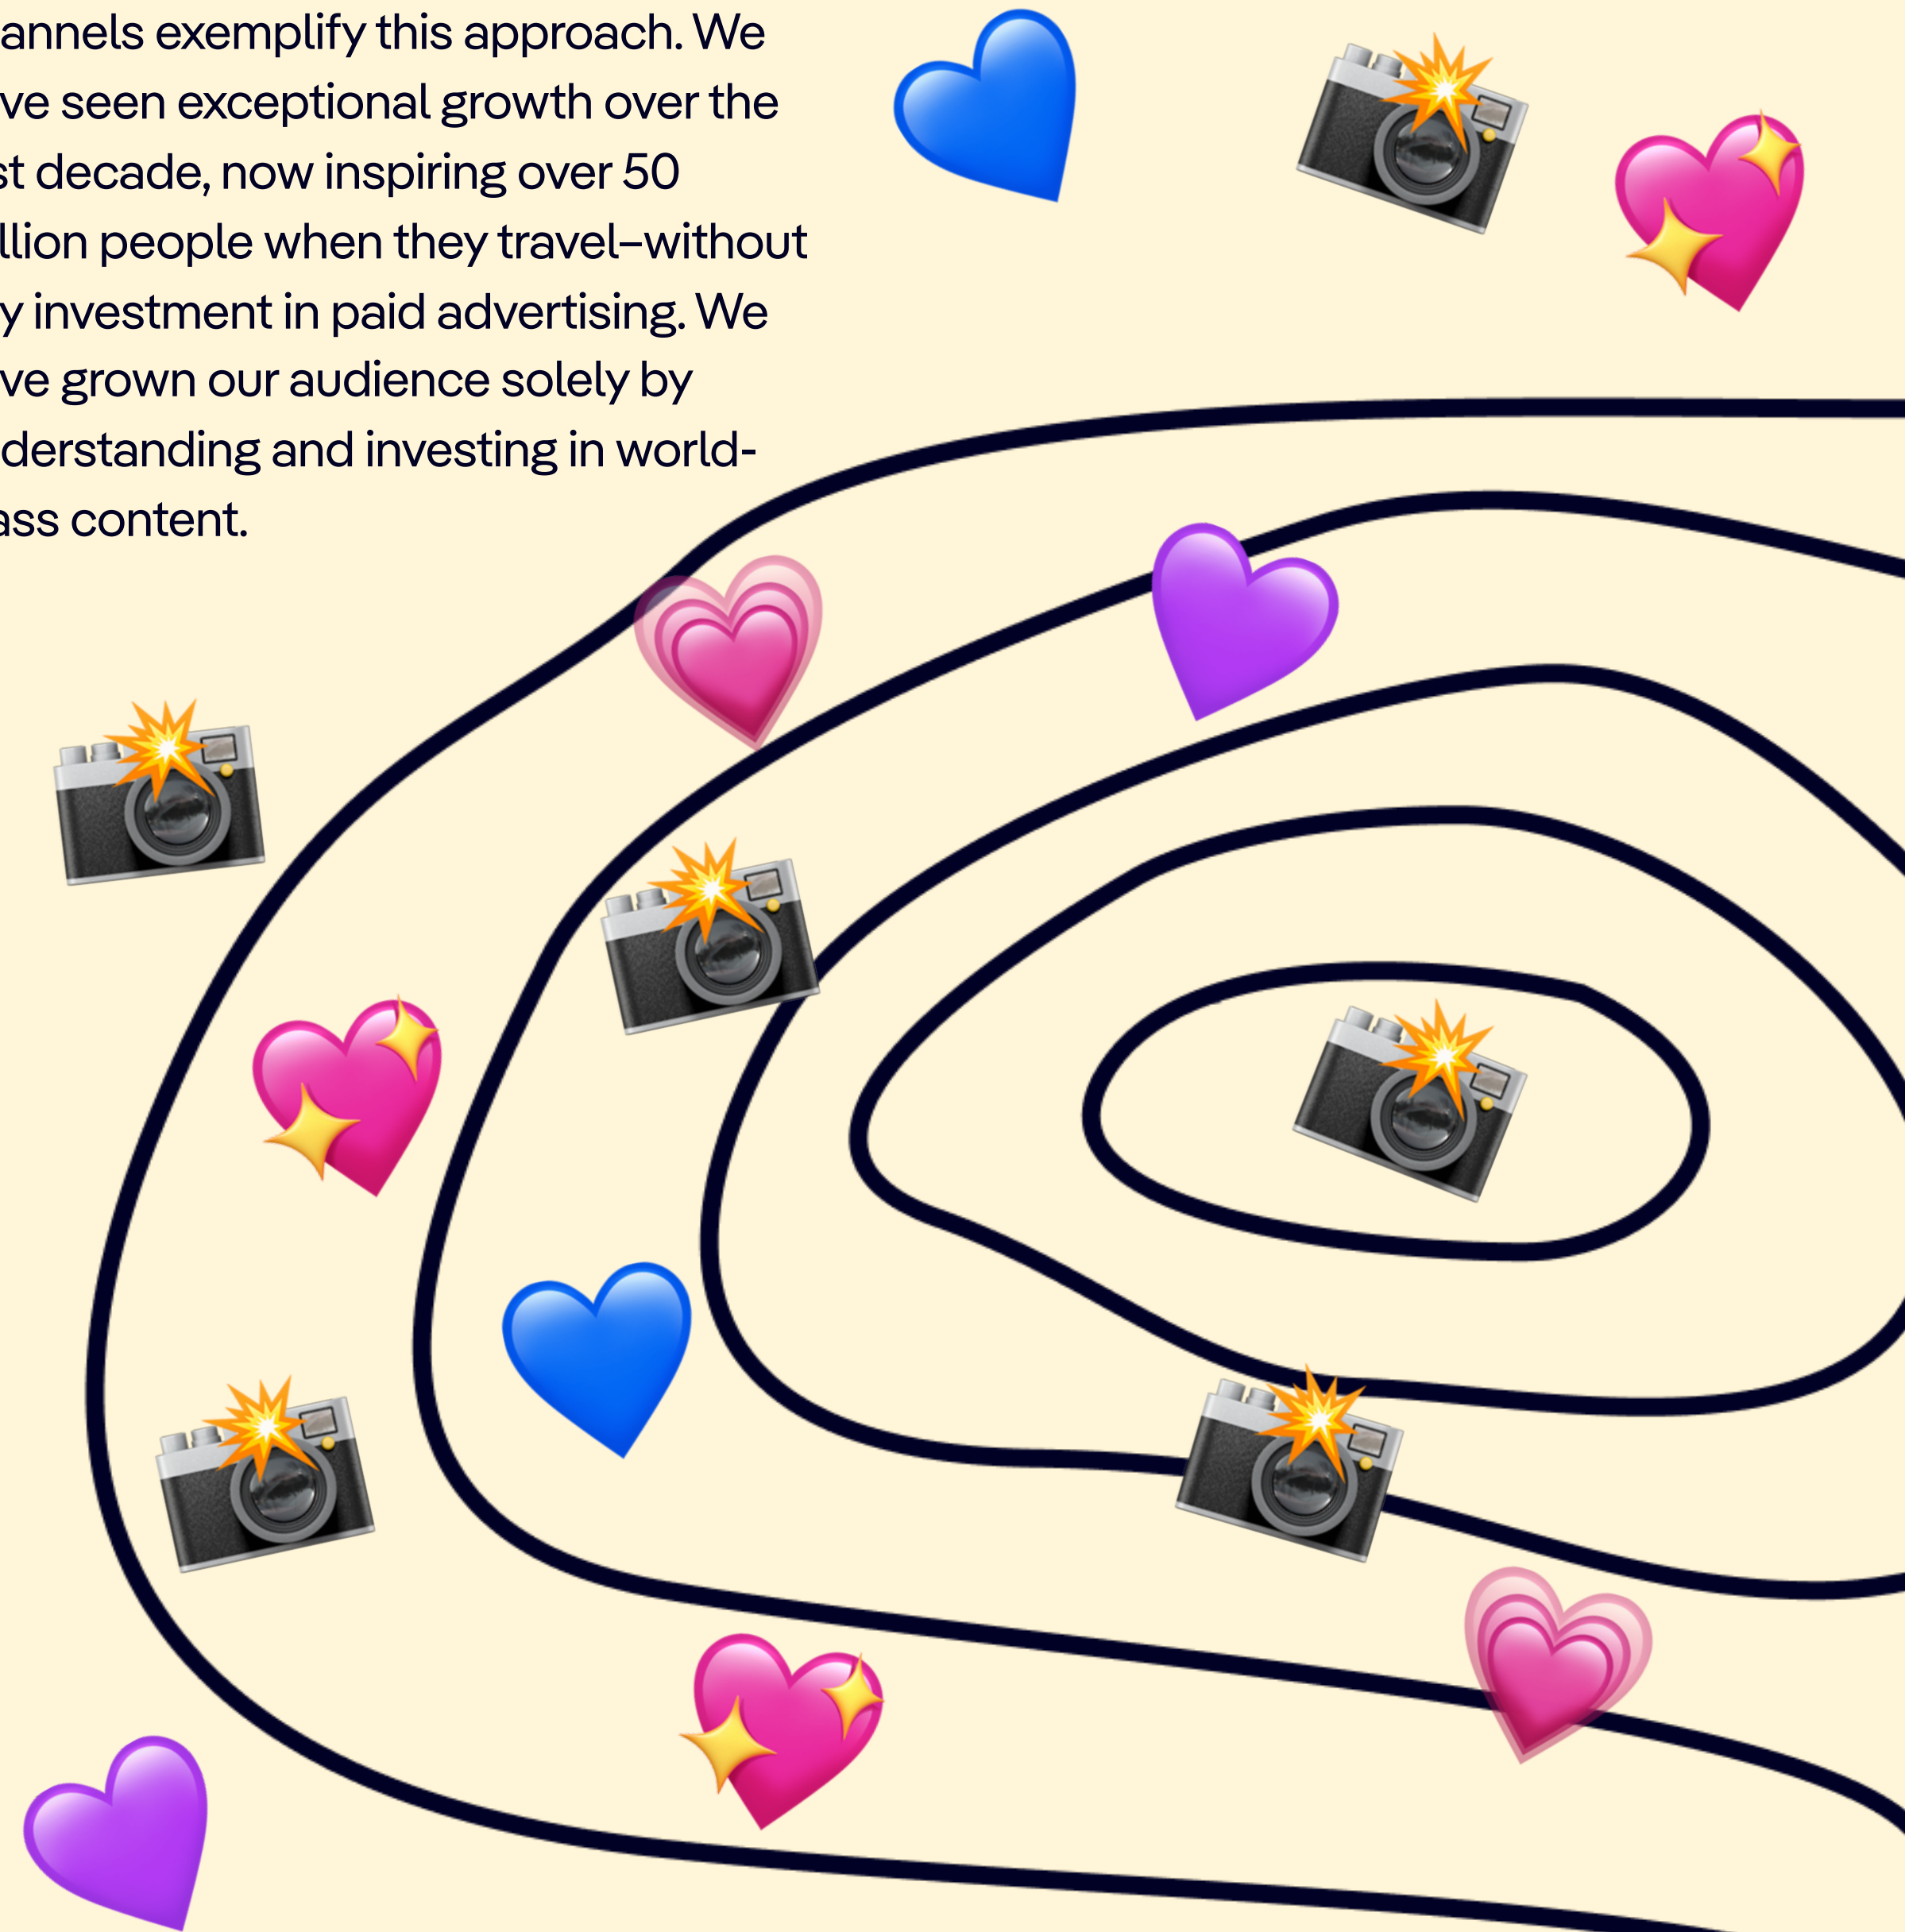 annels exemplify this approach. We
ve seen exceptional growth over the
st decade, now inspiring over 50
llion people when they travel–without
y investment in paid advertising. We
ve grown our audience solely by
derstanding and investing in world-
ass content.